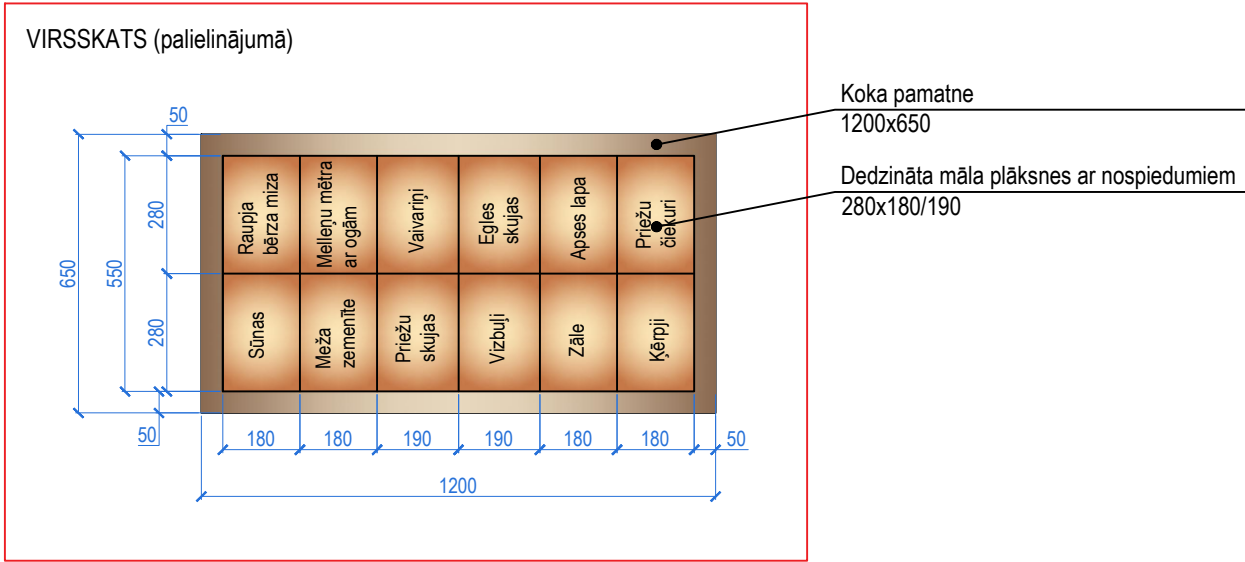 VIRSSKATS (palielinājumā)
Koka pamatne
1200x650
Dedzināta māla plāksnes ar nospiedumiem
280x180/190
50
650
550
280
280
50
Raupja
bērza miza
Melleņu mētra
ar ogām
Vaivariņi
Egles
skujas
Apses lapa
Priežu
čiekuri
Sūnas
Meža
zemenīte
Priežu
skujas
Vizbuļi
Zāle
Ķērpji
180
180
190
190
180
180
50
1200